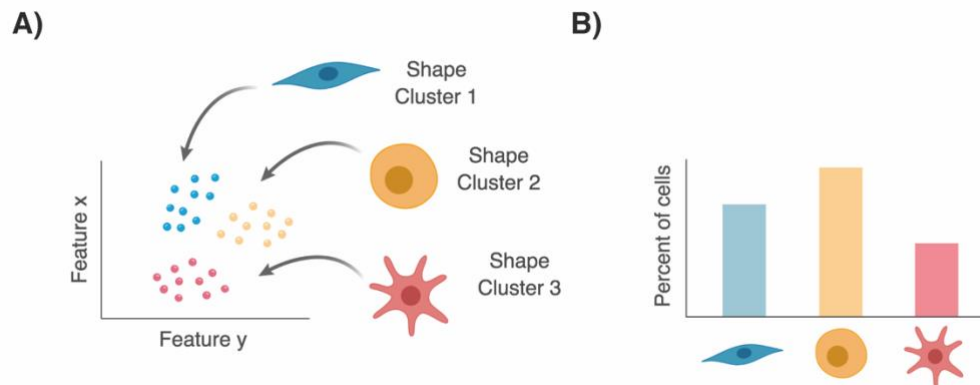 A)
Shape
Cluster 1
Shape
Cluster 2
Shape
Cluster 3
Feature x
Feature y
B)
Percent of cells